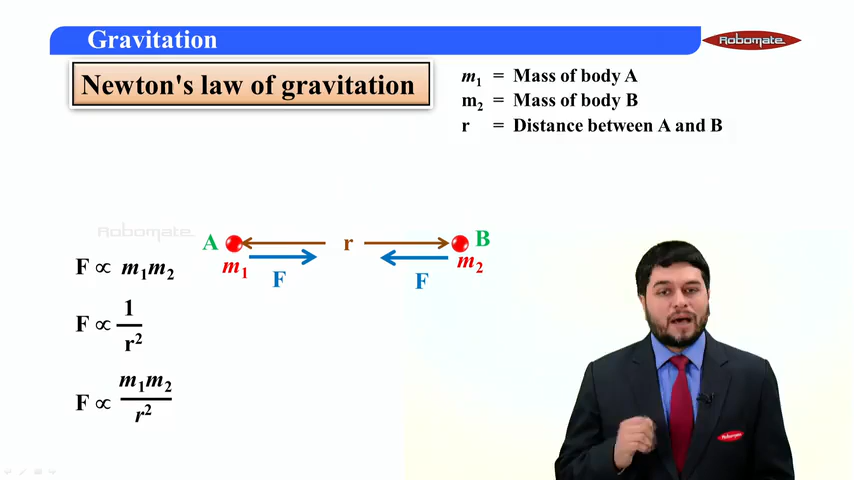 Gravitation
Robomate
Newton's law of gravitation
m₁ = Mass of body A
m₂ = Mass of body B
r = Distance between A and B
Robomate
A r B
m₁ m₂
F F
F ∝ m₁m₂
F ∝ 1/r²
F ∝ m₁m₂/r²
Robomate